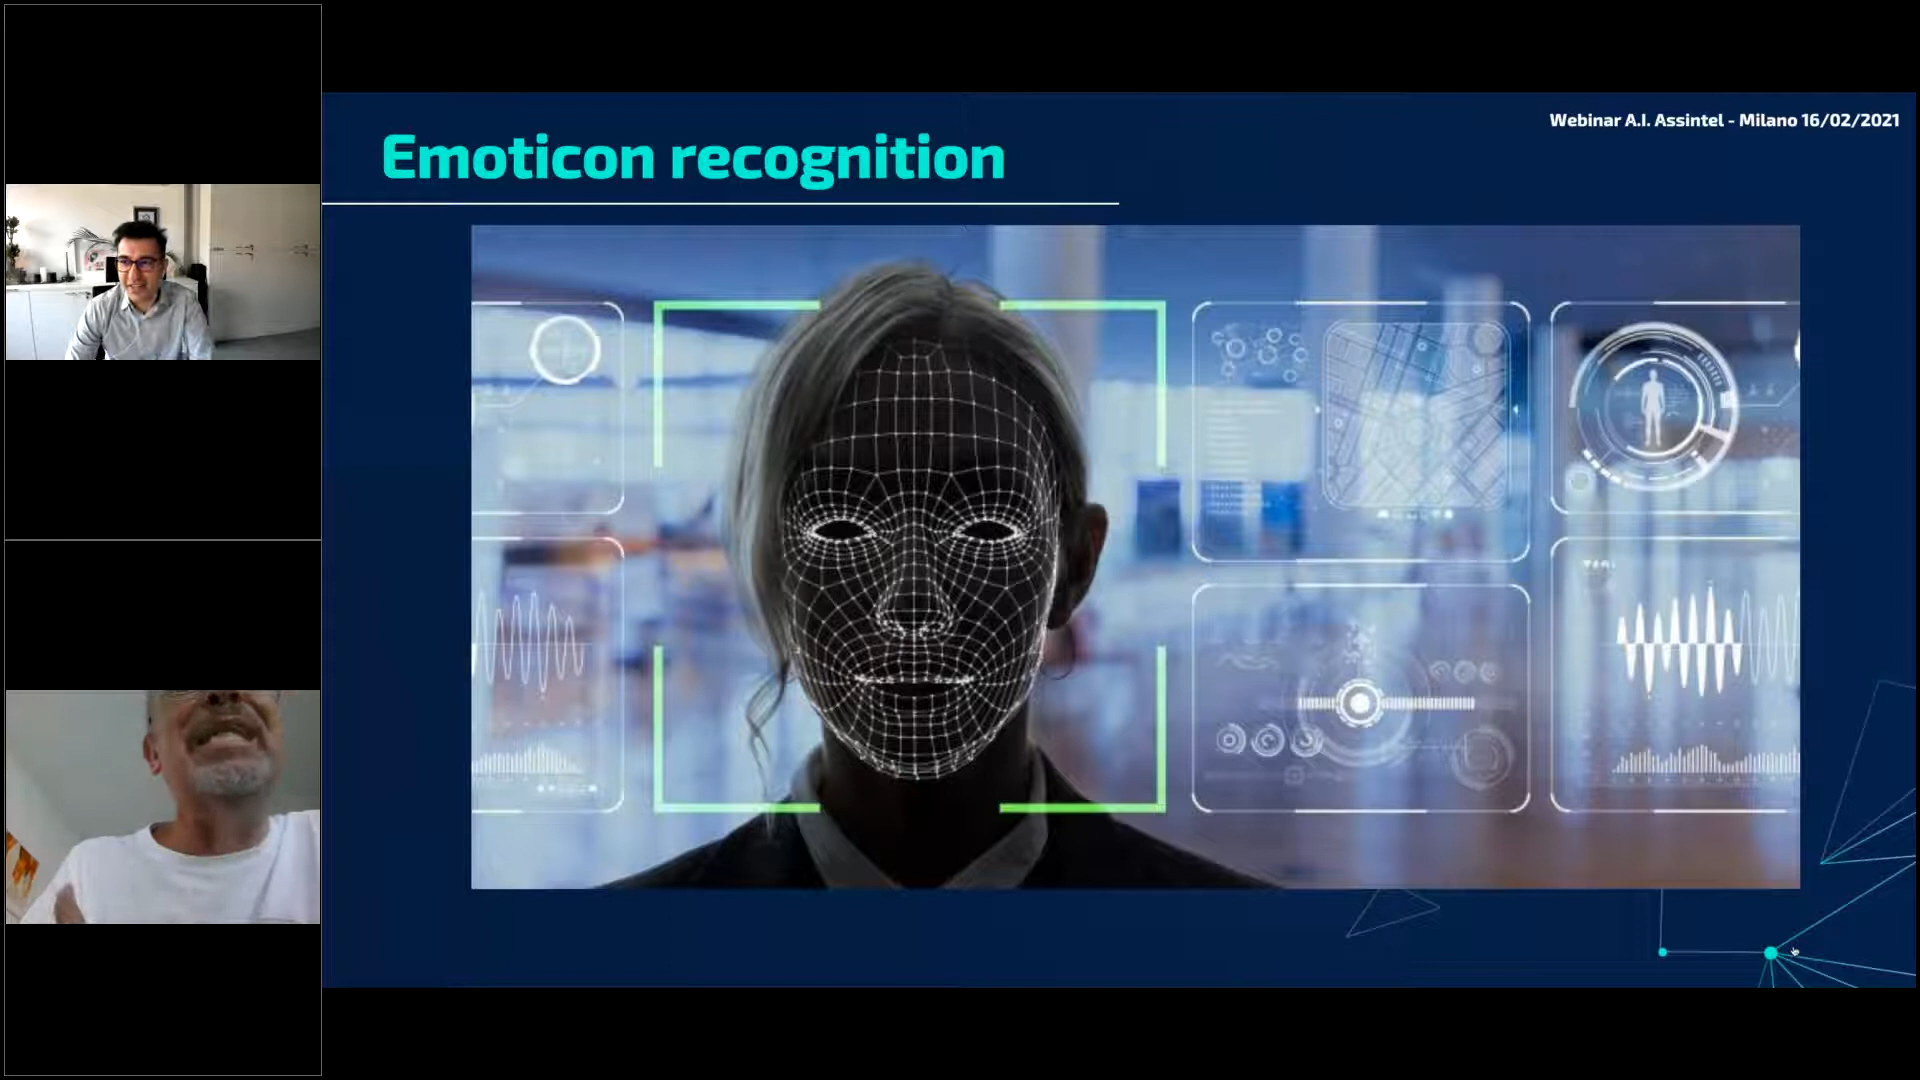 Webinar A.I. Assintel - Milano 16/02/2021
Emoticon recognition